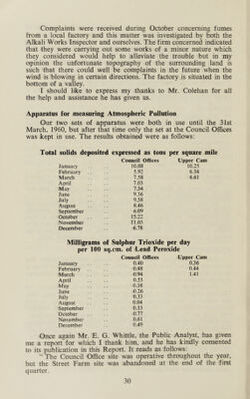 Complaints were received during October concerning fumes
from a local factory and this matter was investigated by both the
Alkali Works Inspector and ourselves. The firm concerned indicated
that they were carrying out some works of a minor nature which
they considered would help to alleviate the trouble but in my
opinion the unfortunate topography of the surrounding land is
such that there could well be complaints in the future when the
wind is blowing in certain directions. The factory is situated in the
bottom of a valley.
I should like to express my thanks to Mr. Colehan for all
the help and assistance he has given us.
Apparatus for measuring Atmospheric Pollution
Our two sets of apparatus were both in use until the 31st
March, 1960, but after that time only the set at the Council Offices
was kept in use. The results obtained were as follows:
Total solids deposited expressed as tons per square mile
Council Offices Upper Cam
January .. .. 10.88 10.25
February .. .. 5.92 6.34
March .. .. 7.58 8.61
April .. .. 7.63
May .. .. 7.54
June .. .. 9.56
July .. .. 9.58
August .. .. 8.46
September .. .. 6.09
October .. .. 15.22
November .. .. 11.65
December .. .. 6.78
Milligrams of Sulphur Trioxide per day
per 100 sq.cm. of Lead Peroxide
Council Offices Upper Cam
January .. .. 0.40 0.36
February .. .. 0.48 0.44
March .. .. 0.94 1.41
April .. .. 0.53
May .. ..
June .. .. 0.26
July .. .. 0.33
August .. .. 0.04
September .. .. 0.33
October .. .. 0.77
November .. .. 0.61
December .. .. 0.49
Once again Mr. E. G. Whittle, the Public Analyst, has given
me a report for which I thank him, and he has kindly consented
to its publication in this Report. It reads as follows:
"The Council Office site was operative throughout the year,
but the Street Farm site was abandoned at the end of the first
quarter.
30